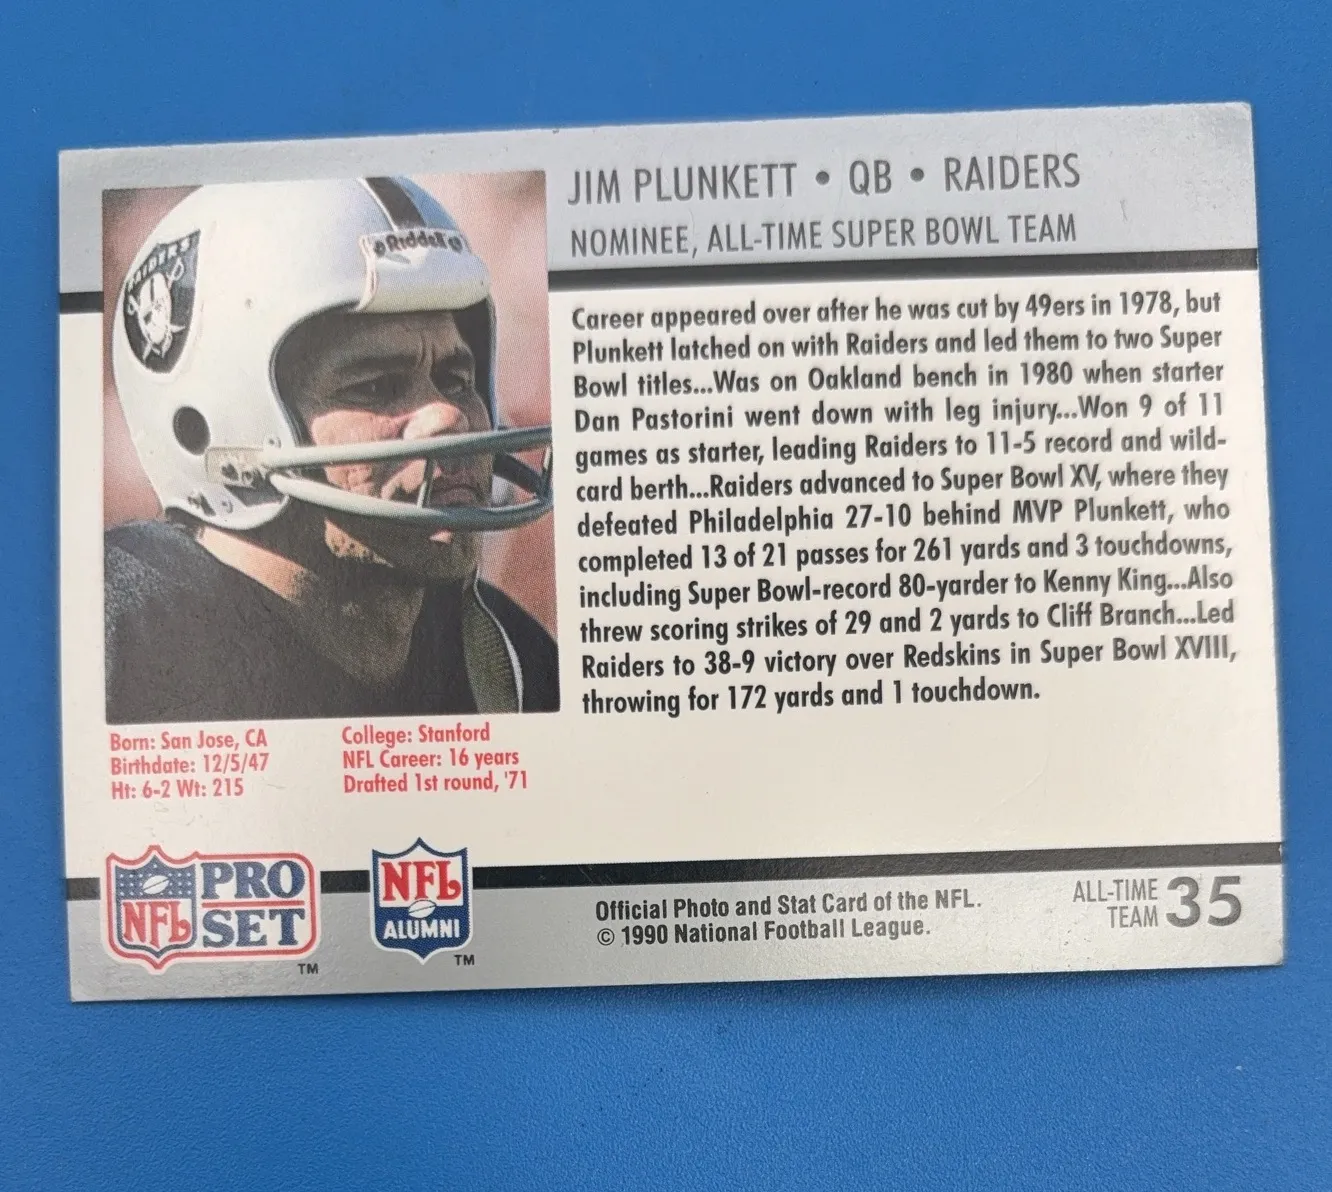 JIM PLUNKETT • QB • RAIDERS
NOMINEE, ALL-TIME SUPER BOWL TEAM
RAIDERS
Riddell
Career appeared over after he was cut by 49ers in 1978, but
Plunkett latched on with Raiders and led them to two Super
Bowl titles...Was on Oakland bench in 1980 when starter
Dan Pastorini went down with leg injury...Won 9 of 11
games as starter, leading Raiders to 11-5 record and wild-
card berth...Raiders advanced to Super Bowl XV, where they
defeated Philadelphia 27-10 behind MVP Plunkett, who
completed 13 of 21 passes for 261 yards and 3 touchdowns,
including Super Bowl-record 80-yarder to Kenny King...Also
threw scoring strikes of 29 and 2 yards to Cliff Branch...Led
Raiders to 38-9 victory over Redskins in Super Bowl XVIII,
throwing for 172 yards and 1 touchdown.
Born: San Jose, CA
Birthdate: 12/5/47
Ht: 6-2 Wt: 215
College: Stanford
NFL Career: 16 years
Drafted 1st round, '71
NFL PRO SET TM
NFL ALUMNI TM
Official Photo and Stat Card of the NFL.
© 1990 National Football League.
ALL-TIME
TEAM 35